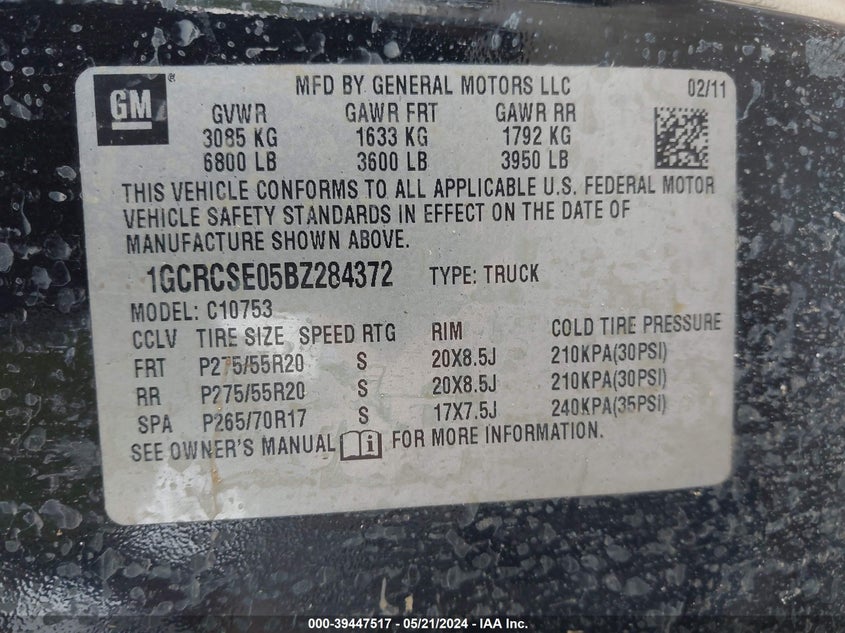 GM ® MFD BY GENERAL MOTORS LLC 02/11
GVWR GAWR FRT GAWR RR
3085 KG 1633 KG 1792 KG
6800 LB 3600 LB 3950 LB
THIS VEHICLE CONFORMS TO ALL APPLICABLE U.S. FEDERAL MOTOR
VEHICLE SAFETY STANDARDS IN EFFECT ON THE DATE OF
MANUFACTURE SHOWN ABOVE.
1GCRCSE05BZ284372 TYPE: TRUCK
MODEL: C10753
CCLV TIRE SIZE SPEED RTG RIM COLD TIRE PRESSURE
FRT P275/55R20 S 20X8.5J 210KPA(30PSI)
RR P275/55R20 S 20X8.5J 210KPA(30PSI)
SPA P265/70R17 S 17X7.5J 240KPA(35PSI)
SEE OWNER'S MANUAL i FOR MORE INFORMATION.
000-39447517 - 05/21/2024 - IAA Inc.